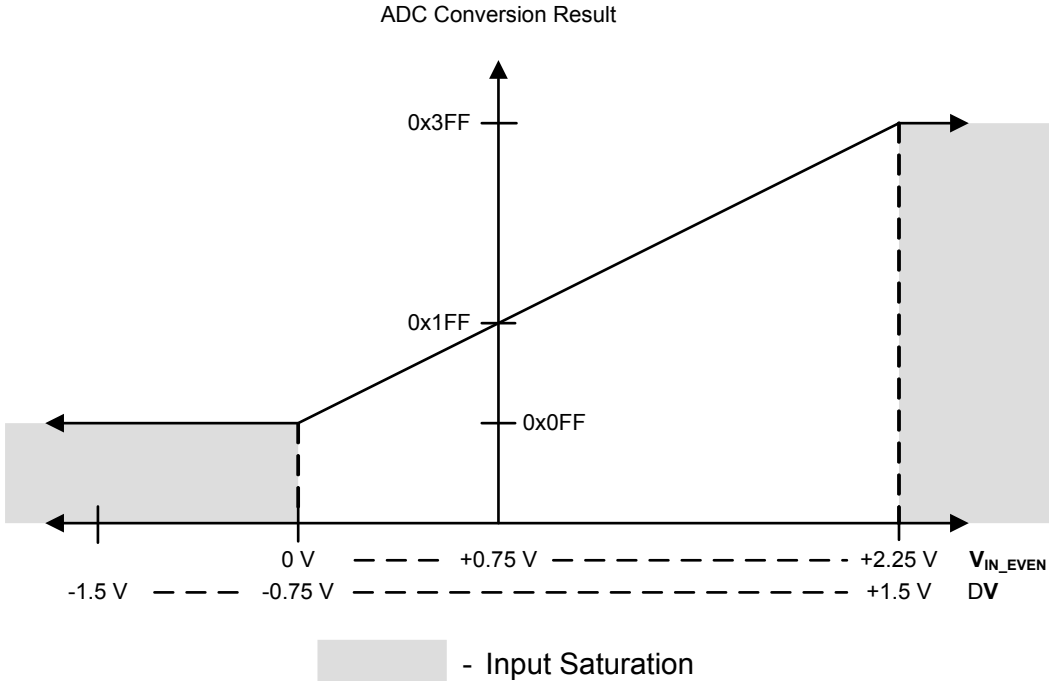 ADC Conversion Result
0x3FF
0x1FF
0x0FF
0 V +0.75 V +2.25 V VIN_EVEN
-1.5 V -0.75 V +1.5 V DV
- Input Saturation